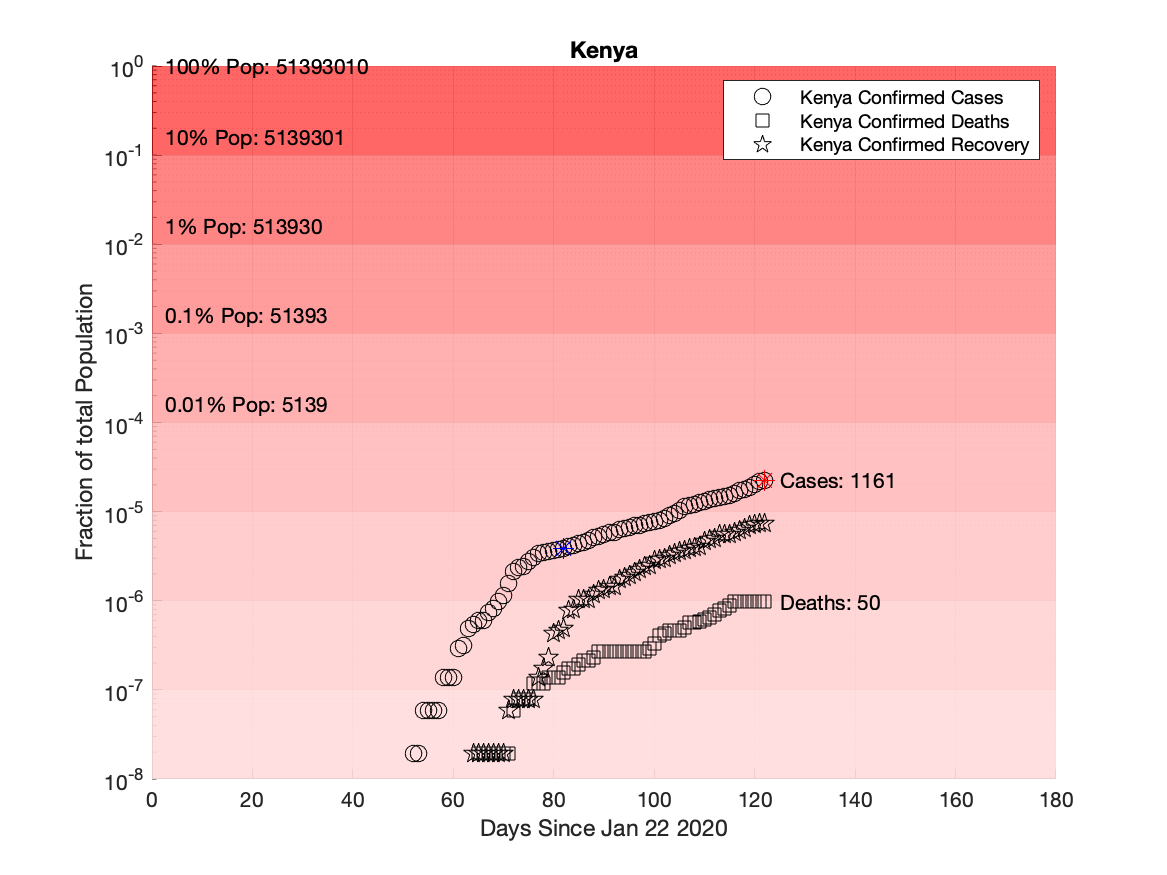 Kenya
10^0
100% Pop: 51393010
Kenya Confirmed Cases
Kenya Confirmed Deaths
Kenya Confirmed Recovery
10% Pop: 5139301
10^-1
1% Pop: 513930
10^-2
0.1% Pop: 51393
10^-3
0.01% Pop: 5139
10^-4
Cases: 1161
10^-5
Deaths: 50
10^-6
10^-7
10^-8
Fraction of total Population
0 20 40 60 80 100 120 140 160 180
Days Since Jan 22 2020